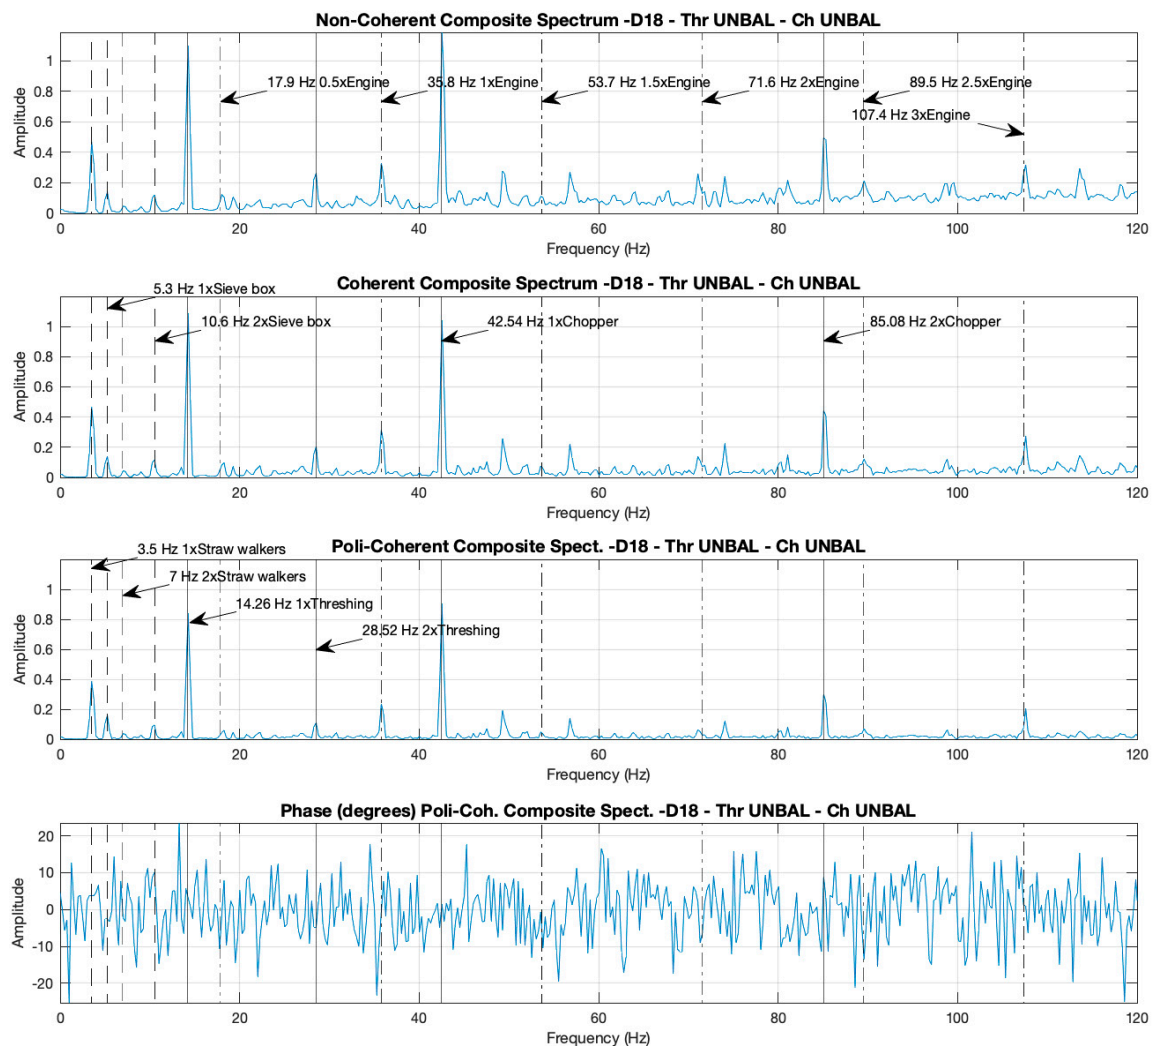 Non-Coherent Composite Spectrum -D18 - Thr UNBAL - Ch UNBAL
Amplitude
1
0.8
0.6
0.4
0.2
0
17.9 Hz 0.5xEngine
35.8 Hz 1xEngine
53.7 Hz 1.5xEngine
71.6 Hz 2xEngine
89.5 Hz 2.5xEngine
107.4 Hz 3xEngine
0 20 40 60 80 100 120
Frequency (Hz)
Coherent Composite Spectrum -D18 - Thr UNBAL - Ch UNBAL
Amplitude
1
0.8
0.6
0.4
0.2
0
5.3 Hz 1xSieve box
10.6 Hz 2xSieve box
42.54 Hz 1xChopper
85.08 Hz 2xChopper
0 20 40 60 80 100 120
Frequency (Hz)
Poli-Coherent Composite Spect. -D18 - Thr UNBAL - Ch UNBAL
Amplitude
1
0.8
0.6
0.4
0.2
0
3.5 Hz 1xStraw walkers
7 Hz 2xStraw walkers
14.26 Hz 1xThreshing
28.52 Hz 2xThreshing
0 20 40 60 80 100 120
Frequency (Hz)
Phase (degrees) Poli-Coh. Composite Spect. -D18 - Thr UNBAL - Ch UNBAL
Amplitude
20
10
0
-10
-20
0 20 40 60 80 100 120
Frequency (Hz)